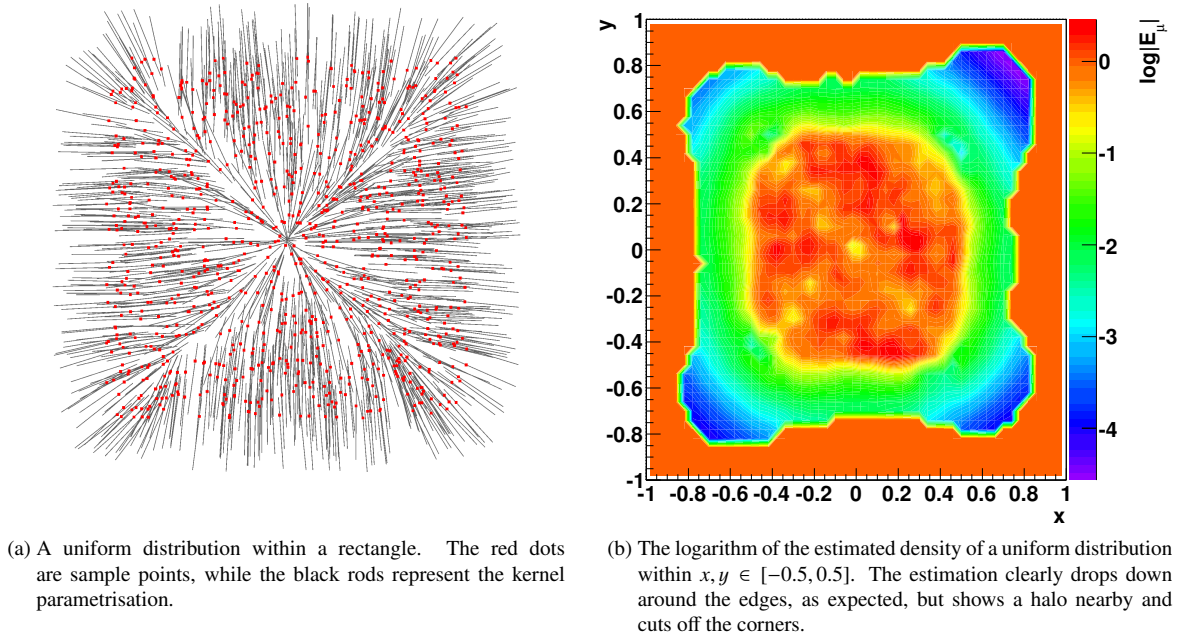 y
1
0.8
0.6
0.4
0.2
0
-0.2
-0.4
-0.6
-0.8
-1
-1 -0.8 -0.6 -0.4 -0.2 0 0.2 0.4 0.6 0.8 1
x
0
-1
-2
-3
-4
log|E_μ|
(a) A uniform distribution within a rectangle. The red dots
are sample points, while the black rods represent the kernel
parametrisation.
(b) The logarithm of the estimated density of a uniform distribution
within x, y ∈ [−0.5, 0.5]. The estimation clearly drops down
around the edges, as expected, but shows a halo nearby and
cuts off the corners.